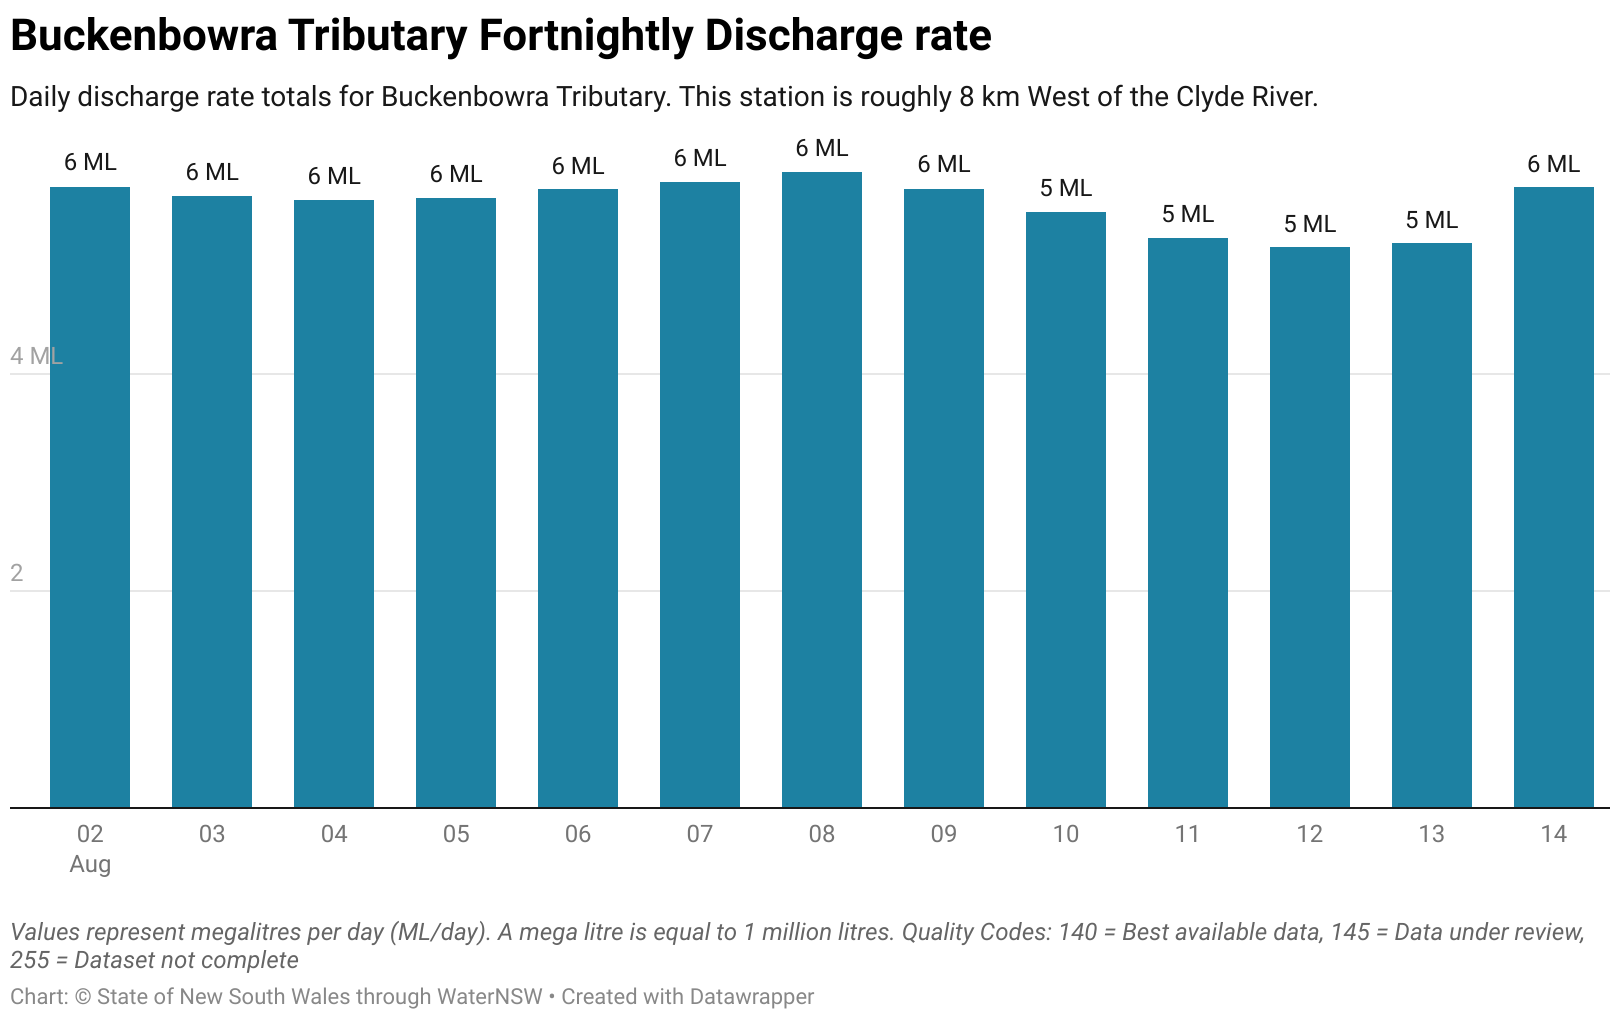 Buckenbowra Tributary Fortnightly Discharge rate
Daily discharge rate totals for Buckenbowra Tributary. This station is roughly 8 km West of the Clyde River.
6 ML
6 ML
6 ML
6 ML
6 ML
6 ML
6 ML
6 ML
5 ML
5 ML
5 ML
5 ML
6 ML
4 ML
2
02 03 04 05 06 07 08 09 10 11 12 13 14
Aug
Values represent megalitres per day (ML/day). A mega litre is equal to 1 million litres. Quality Codes: 140 = Best available data, 145 = Data under review,
255 = Dataset not complete
Chart: © State of New South Wales through WaterNSW • Created with Datawrapper